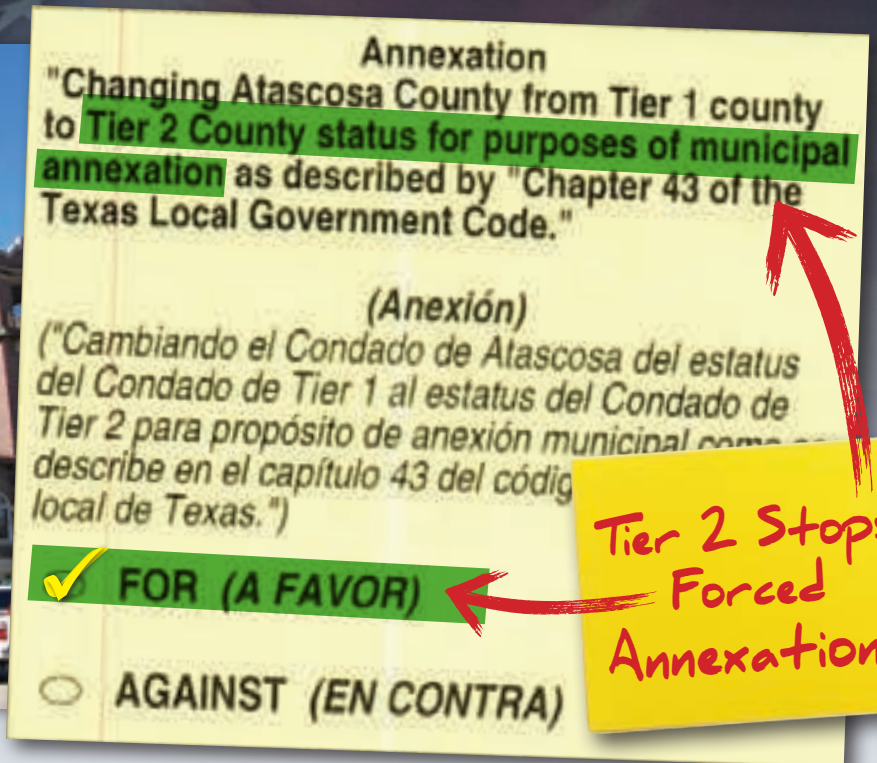 Annexation
"Changing Atascosa County from Tier 1 county
to Tier 2 County status for purposes of municipal
annexation as described by "Chapter 43 of the
Texas Local Government Code."
(Anexión)
("Cambiando el Condado de Atascosa del estatus
del Condado de Tier 1 al estatus del Condado de
Tier 2 para propósito de anexión municipal como
describe en el capítulo 43 del códig
local de Texas.")
FOR (A FAVOR)
AGAINST (EN CONTRA)
Tier 2 Stops
Forced
Annexation